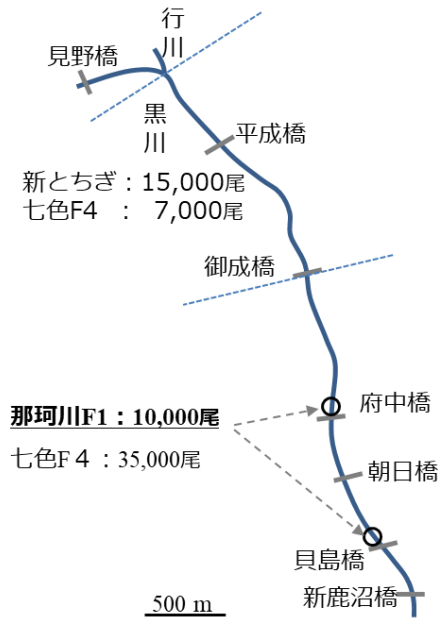 行川
見野橋
黒川
平成橋
新とちぎ：15,000尾
七色F4　：　7,000尾
御成橋
府中橋
那珂川F1：10,000尾
七色F４：35,000尾
朝日橋
貝島橋
新鹿沼橋
500 m